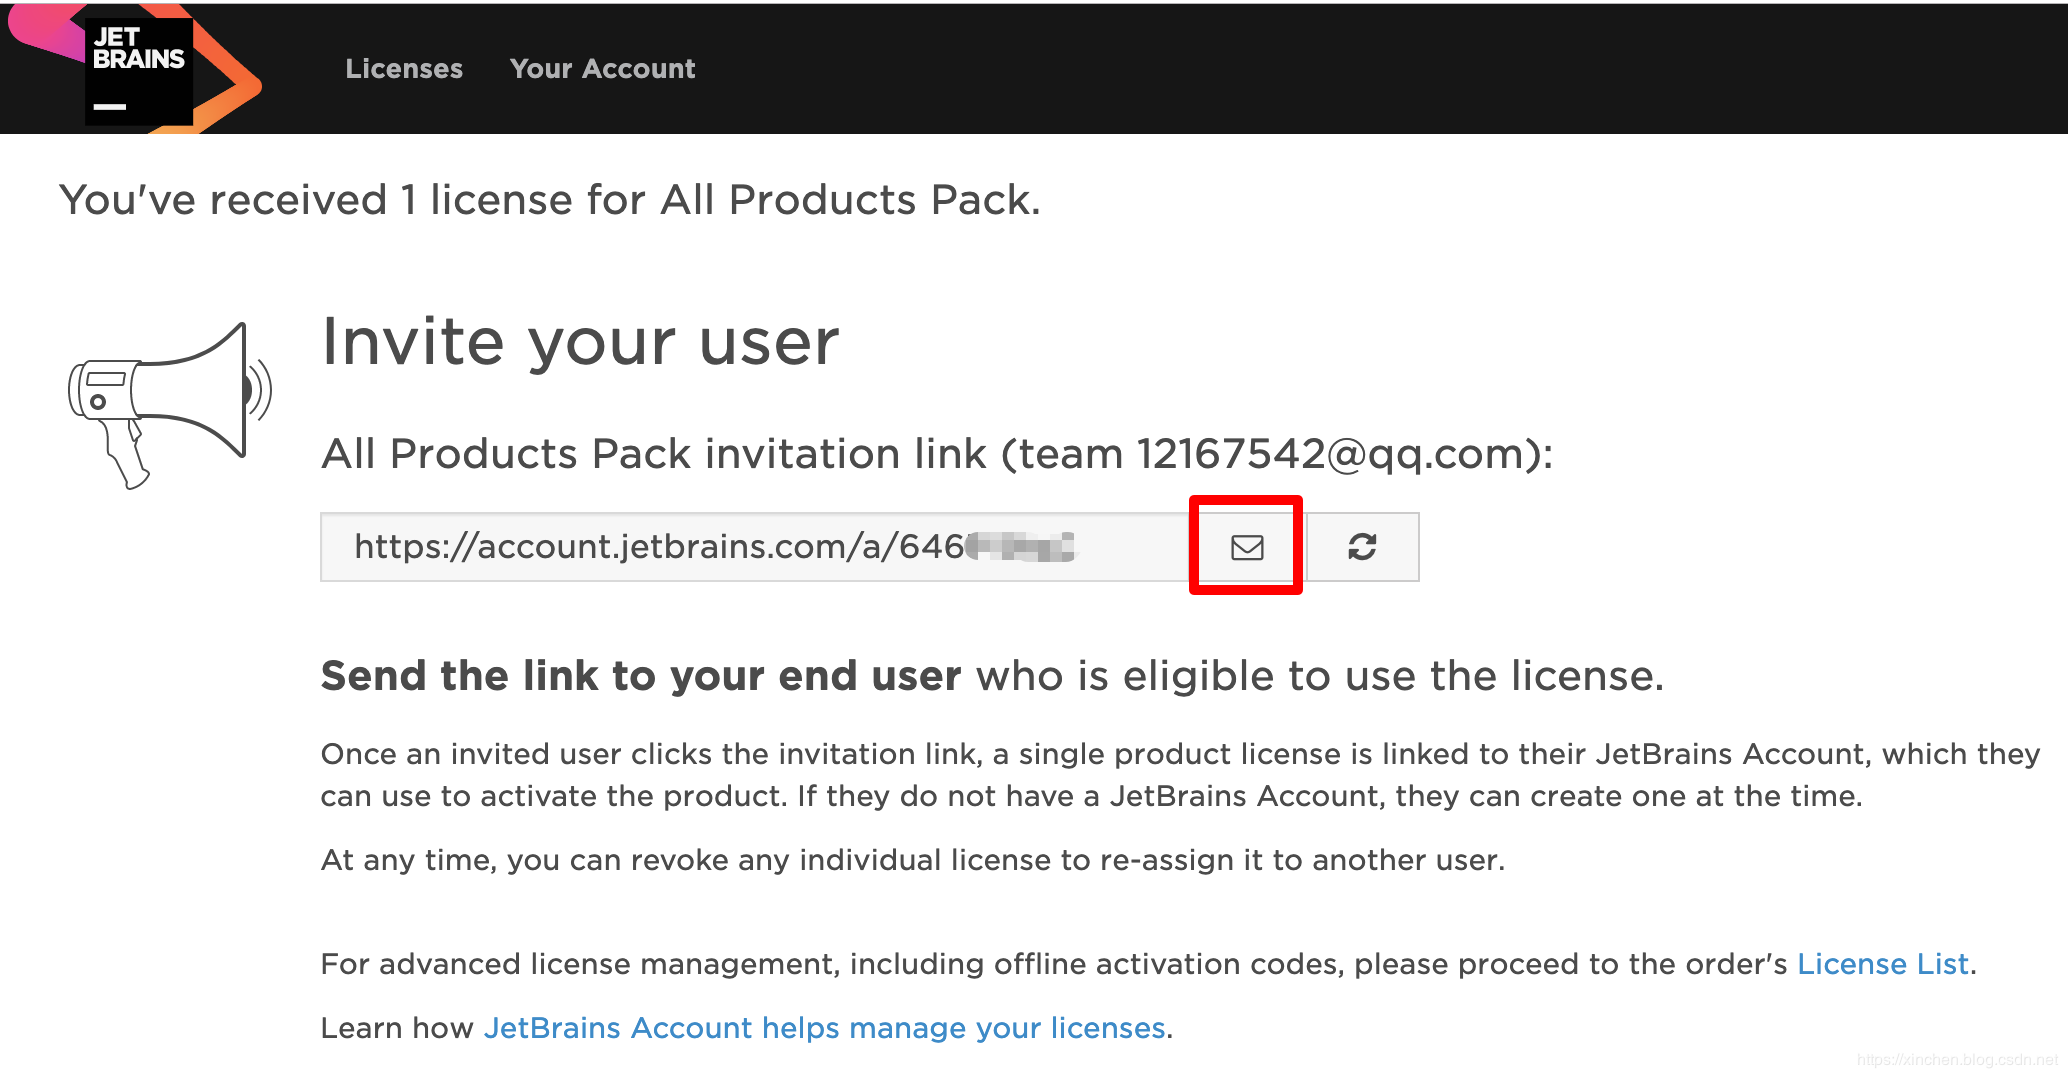 JET
BRAINS
Licenses Your Account
You've received 1 license for All Products Pack.
Invite your user
All Products Pack invitation link (team 12167542@qq.com):
https://account.jetbrains.com/a/646
Send the link to your end user who is eligible to use the license.
Once an invited user clicks the invitation link, a single product license is linked to their JetBrains Account, which they
can use to activate the product. If they do not have a JetBrains Account, they can create one at the time.
At any time, you can revoke any individual license to re-assign it to another user.
For advanced license management, including offline activation codes, please proceed to the order's License List.
Learn how JetBrains Account helps manage your licenses.
https://xinchen.blog.csdn.net